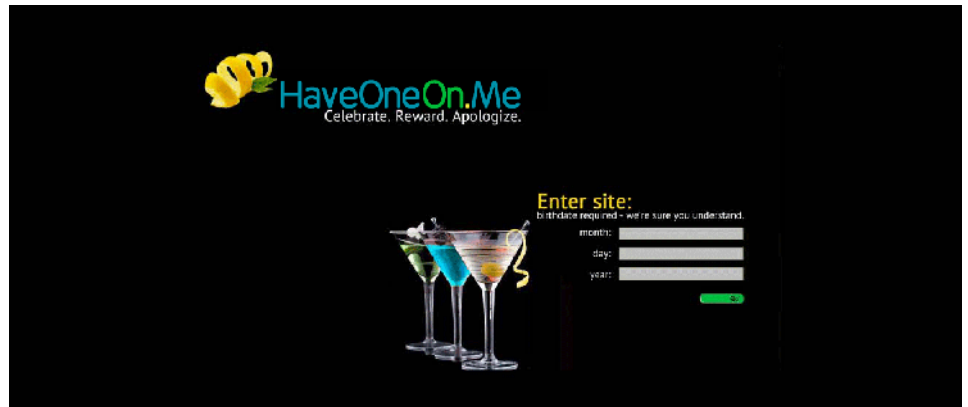 HaveOneOn.Me
Celebrate. Reward. Apologize.
Enter site:
birthdate required - we're sure you understand.
month:
day:
year: